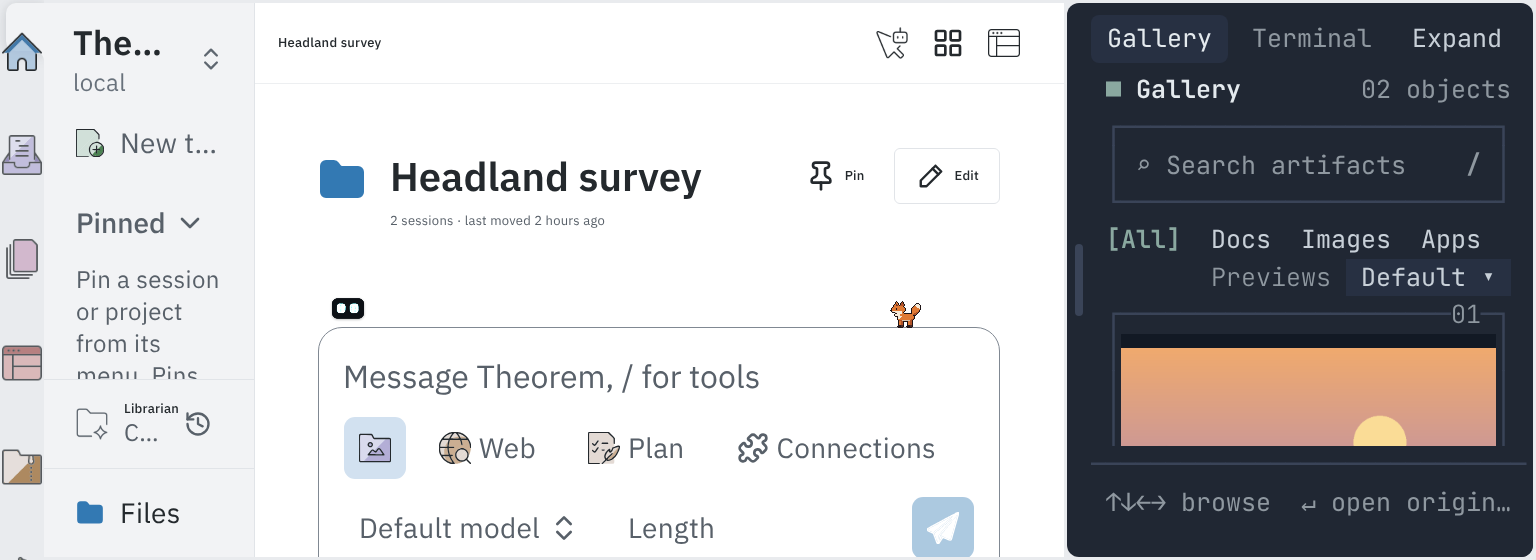 The…
local
New t…
Pinned
Pin a session
or project
from its
menu. Pins
Librarian
C…
Files
Headland survey
Headland survey
2 sessions · last moved 2 hours ago
Pin
Edit
Message Theorem, / for tools
Web
Plan
Connections
Default model
Length
Gallery Terminal Expand
Gallery 02 objects
Search artifacts /
[All] Docs Images Apps
Previews Default ▾
01
↑↓←→ browse ↵ open origin…